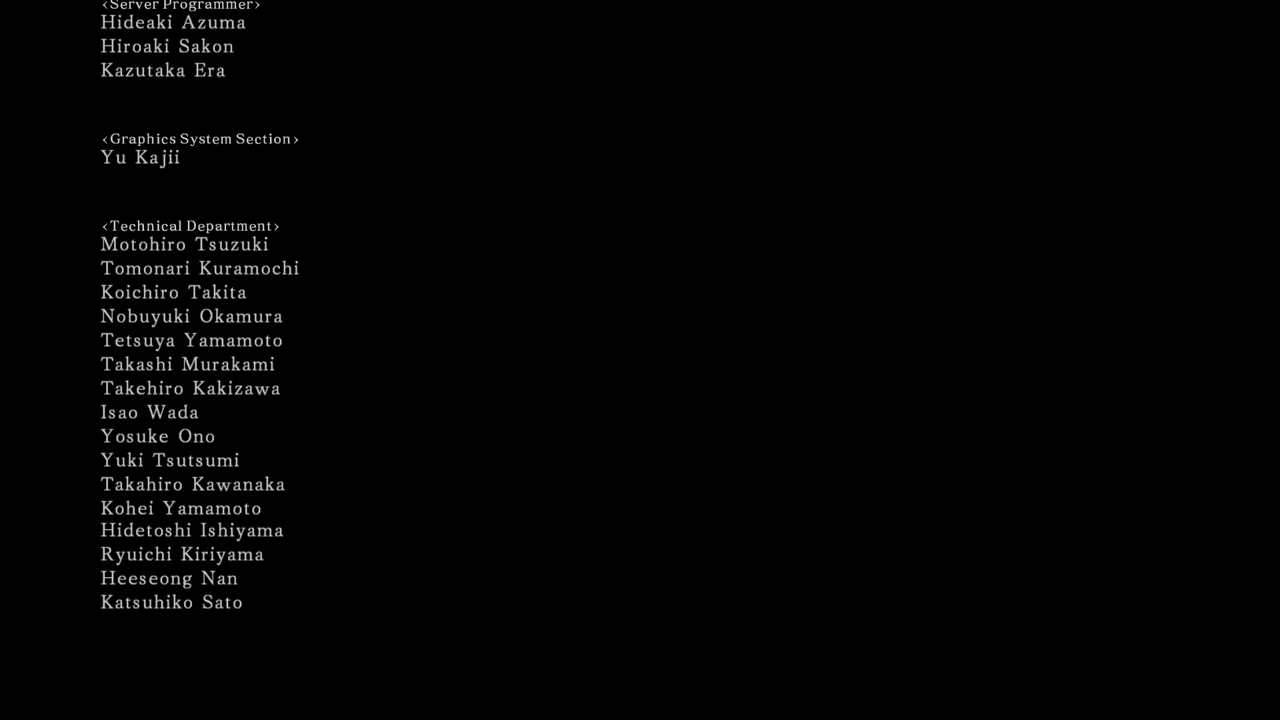 <Server Programmer>
Hideaki Azuma
Hiroaki Sakon
Kazutaka Era
<Graphics System Section>
Yu Kajii
<Technical Department>
Motohiro Tsuzuki
Tomonari Kuramochi
Koichiro Takita
Nobuyuki Okamura
Tetsuya Yamamoto
Takashi Murakami
Takehiro Kakizawa
Isao Wada
Yosuke Ono
Yuki Tsutsumi
Takahiro Kawanaka
Kohei Yamamoto
Hidetoshi Ishiyama
Ryuichi Kiriyama
Heeseong Nan
Katsuhiko Sato